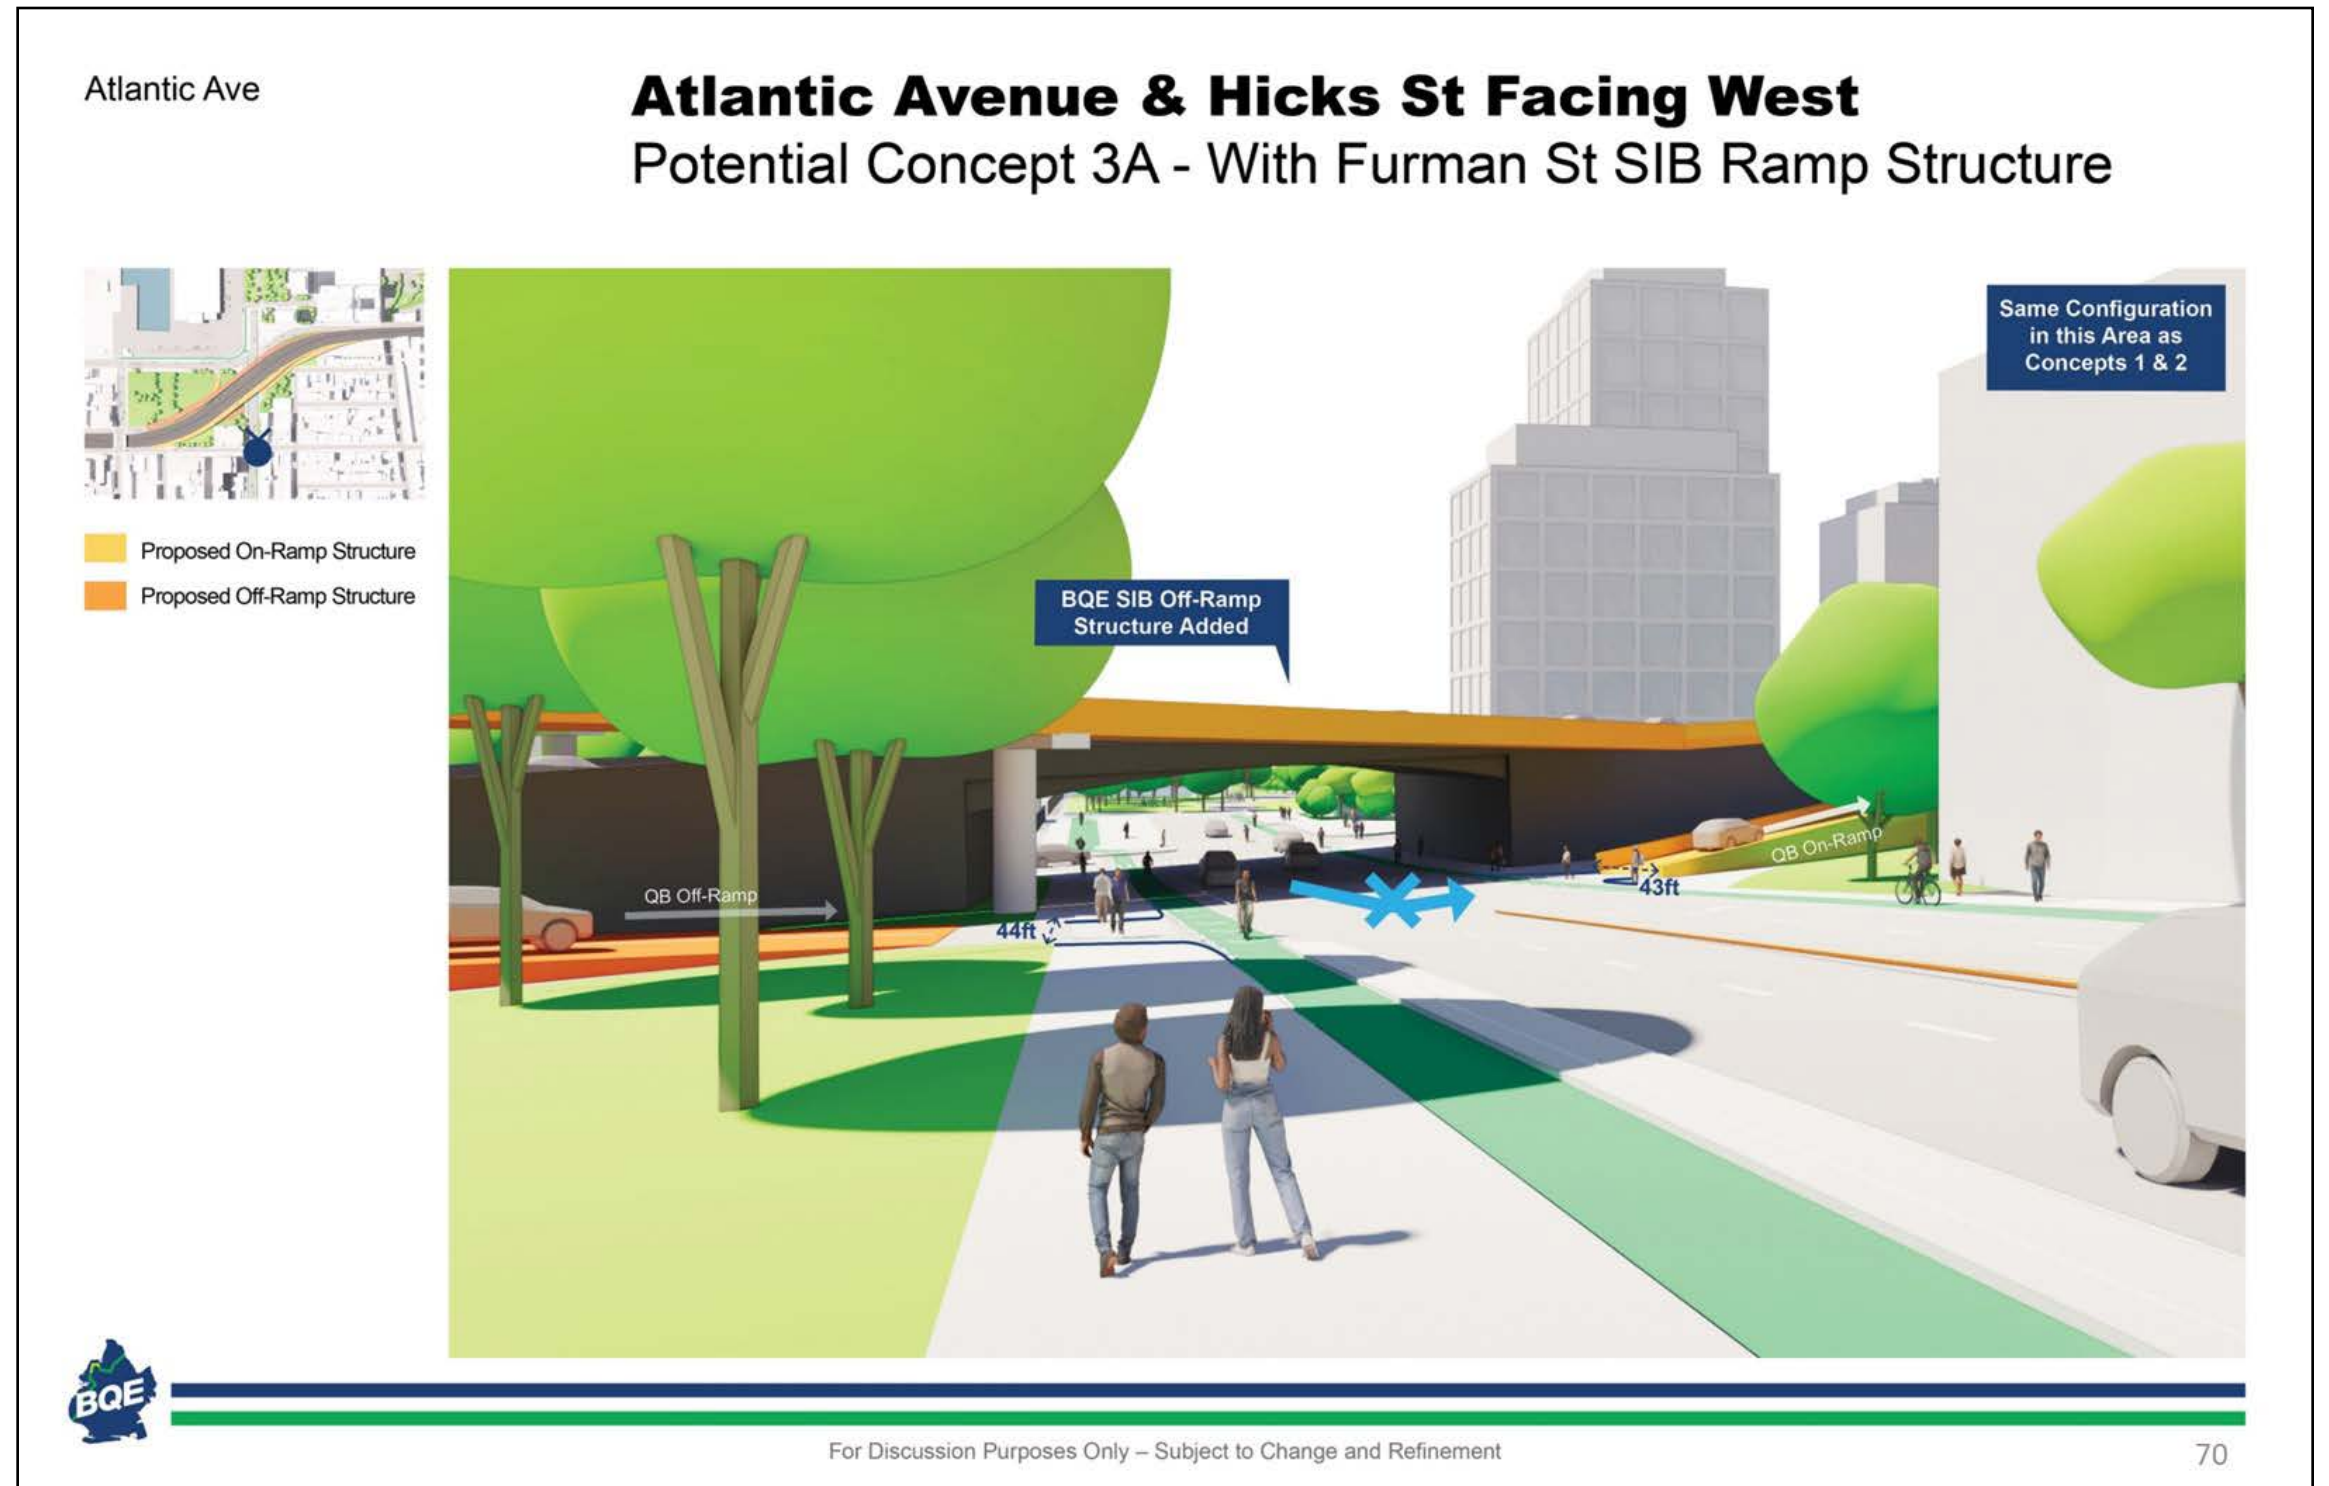 Atlantic Ave
Atlantic Avenue & Hicks St Facing West
Potential Concept 3A - With Furman St SIB Ramp Structure
Proposed On-Ramp Structure
Proposed Off-Ramp Structure
Same Configuration
in this Area as
Concepts 1 & 2
BQE SIB Off-Ramp
Structure Added
QB On-Ramp
43ft
QB Off-Ramp
44ft
BQE
For Discussion Purposes Only – Subject to Change and Refinement
70